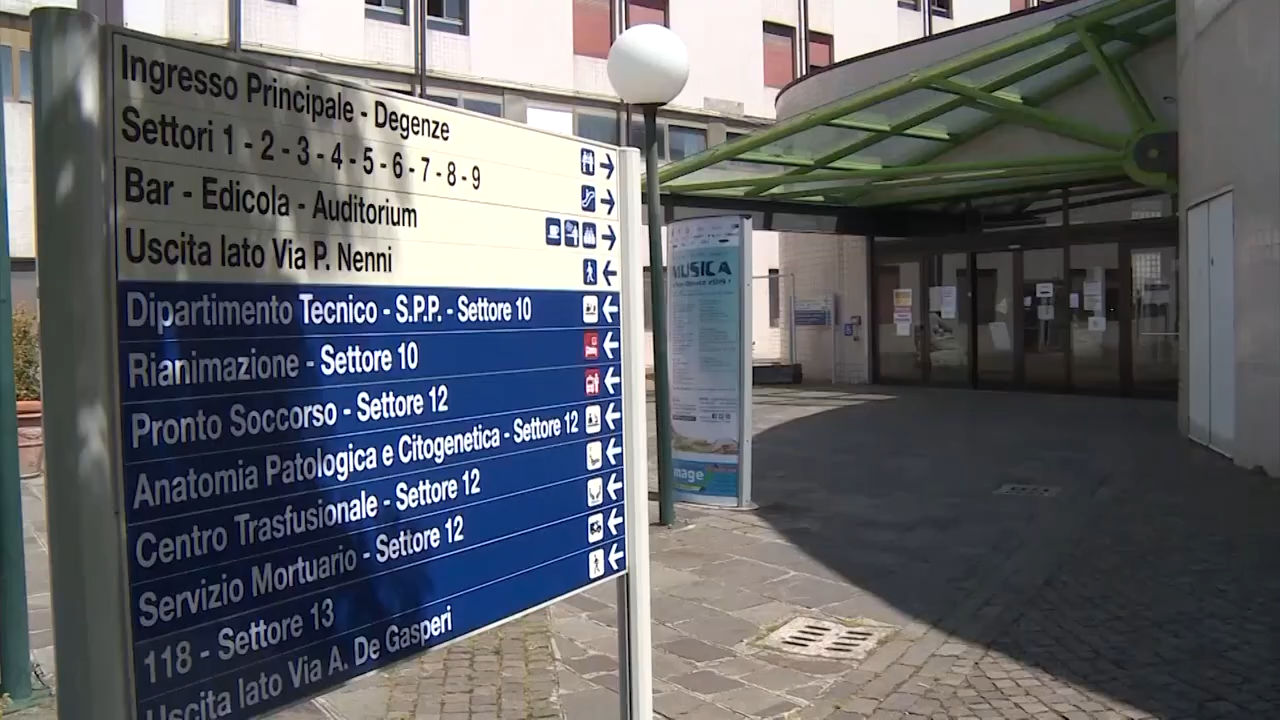 Ingresso Principale - Degenze
Settori 1 - 2 - 3 - 4 - 5 - 6 - 7 - 8 - 9
Bar - Edicola - Auditorium
Uscita lato Via P. Nenni
Dipartimento Tecnico - S.P.P. - Settore 10
Rianimazione - Settore 10
Pronto Soccorso - Settore 12
Anatomia Patologica e Citogenetica - Settore 12
Centro Trasfusionale - Settore 12
Servizio Mortuario - Settore 12
118 - Settore 13
Uscita lato Via A. De Gasperi
MUSICA
mage